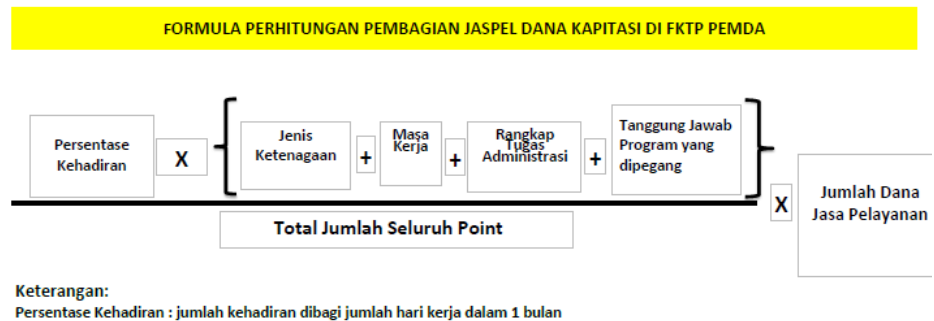 FORMULA PERHITUNGAN PEMBAGIAN JASPEL DANA KAPITASI DI FKTP PEMDA
Persentase
Kehadiran
X
Jenis
Ketenagaan
+
Masa
Kerja
+
Rangkap
Tugas
Administrasi
+
Tanggung Jawab
Program yang
dipegang
Total Jumlah Seluruh Point
X
Jumlah Dana
Jasa Pelayanan
Keterangan:
Persentase Kehadiran : jumlah kehadiran dibagi jumlah hari kerja dalam 1 bulan